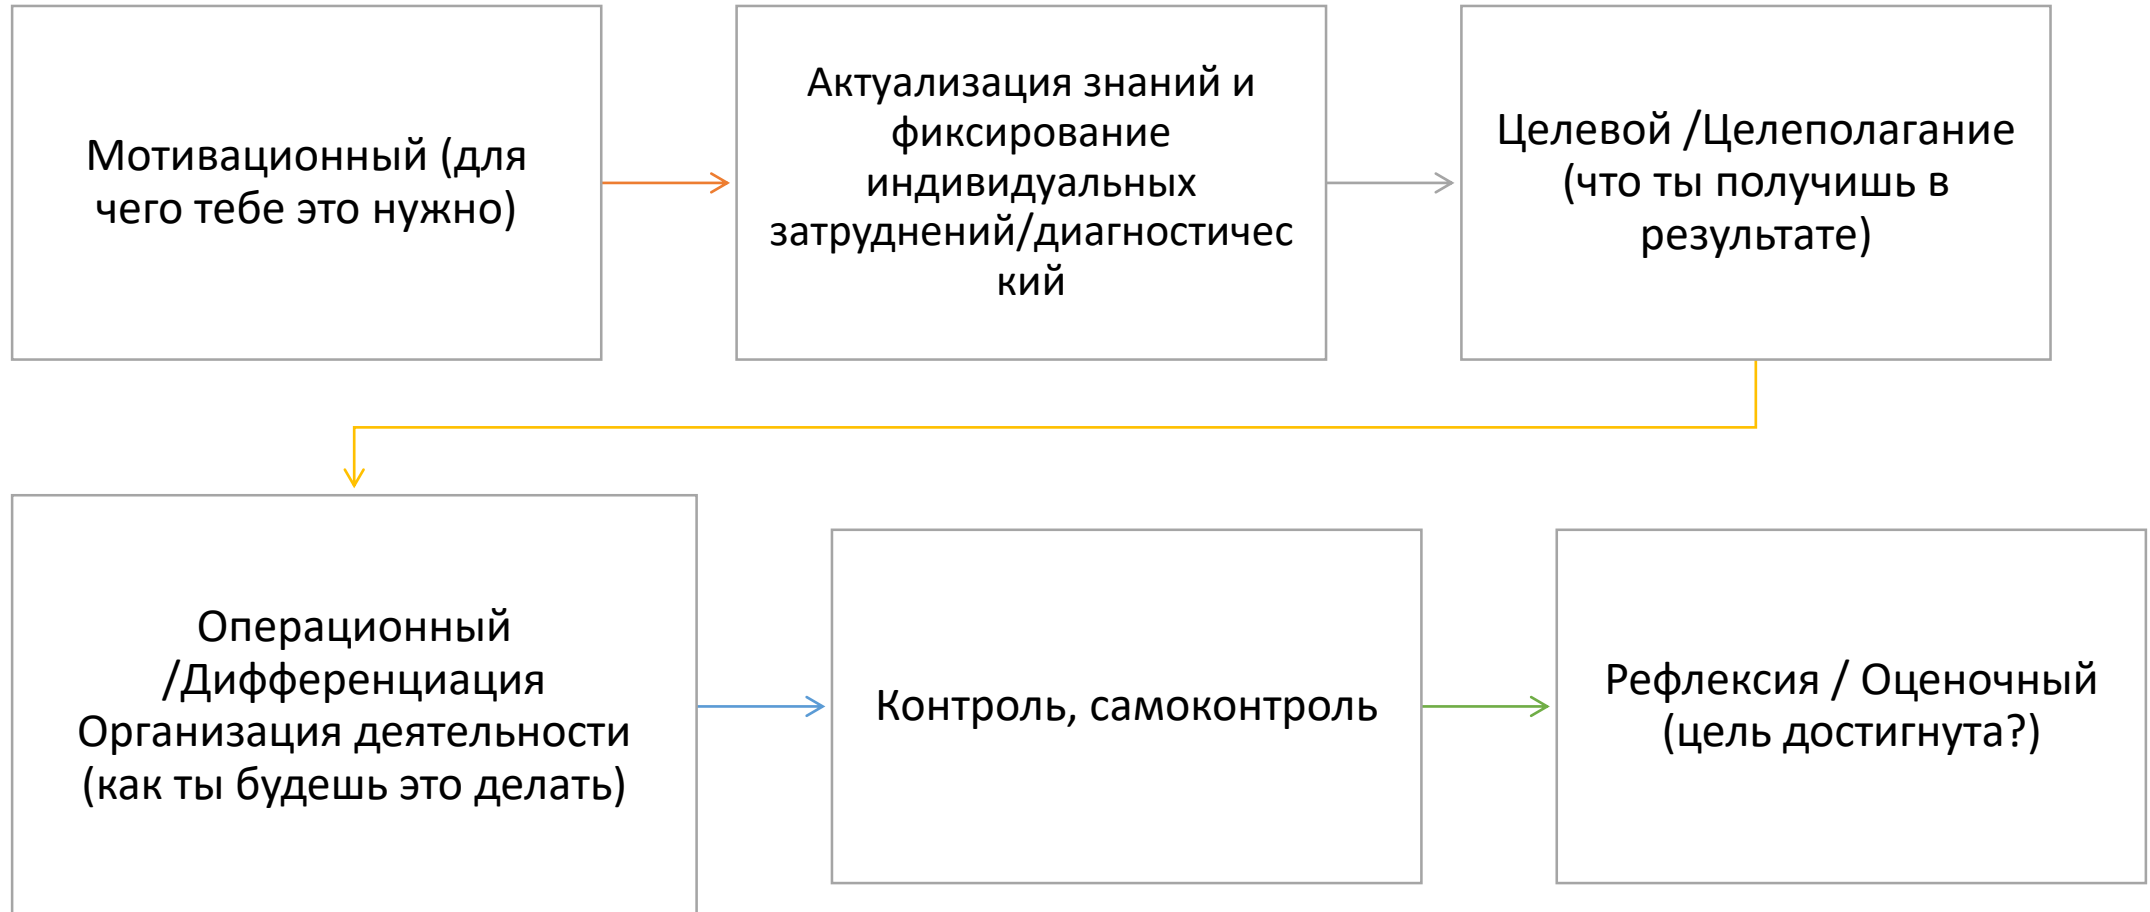 Мотивационный (для
чего тебе это нужно)
Актуализация знаний и
фиксирование
индивидуальных
затруднений/диагностичес
кий
Целевой /Целеполагание
(что ты получишь в
результате)
Операционный
/Дифференциация
Организация деятельности
(как ты будешь это делать)
Контроль, самоконтроль
Рефлексия / Оценочный
(цель достигнута?)